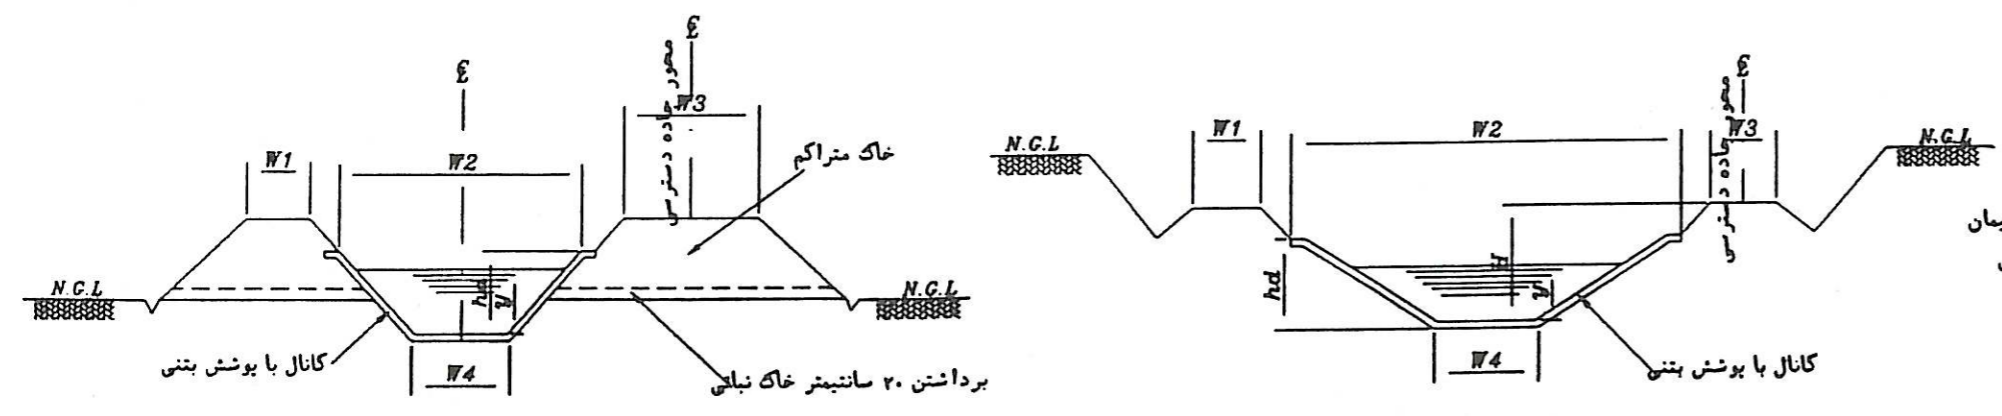 ℄
محور جاده دسترسی
℄
W1
W2
W3
خاک متراکم
N.G.L
N.G.L
hd
y
W4
کانال با پوشش بتنی
برداشتن ۲۰ سانتیمتر خاک نباتی
محور جاده دسترسی
℄
N.G.L
W1
W2
W3
N.G.L
H
hd
y
W4
کانال با پوشش بتنی